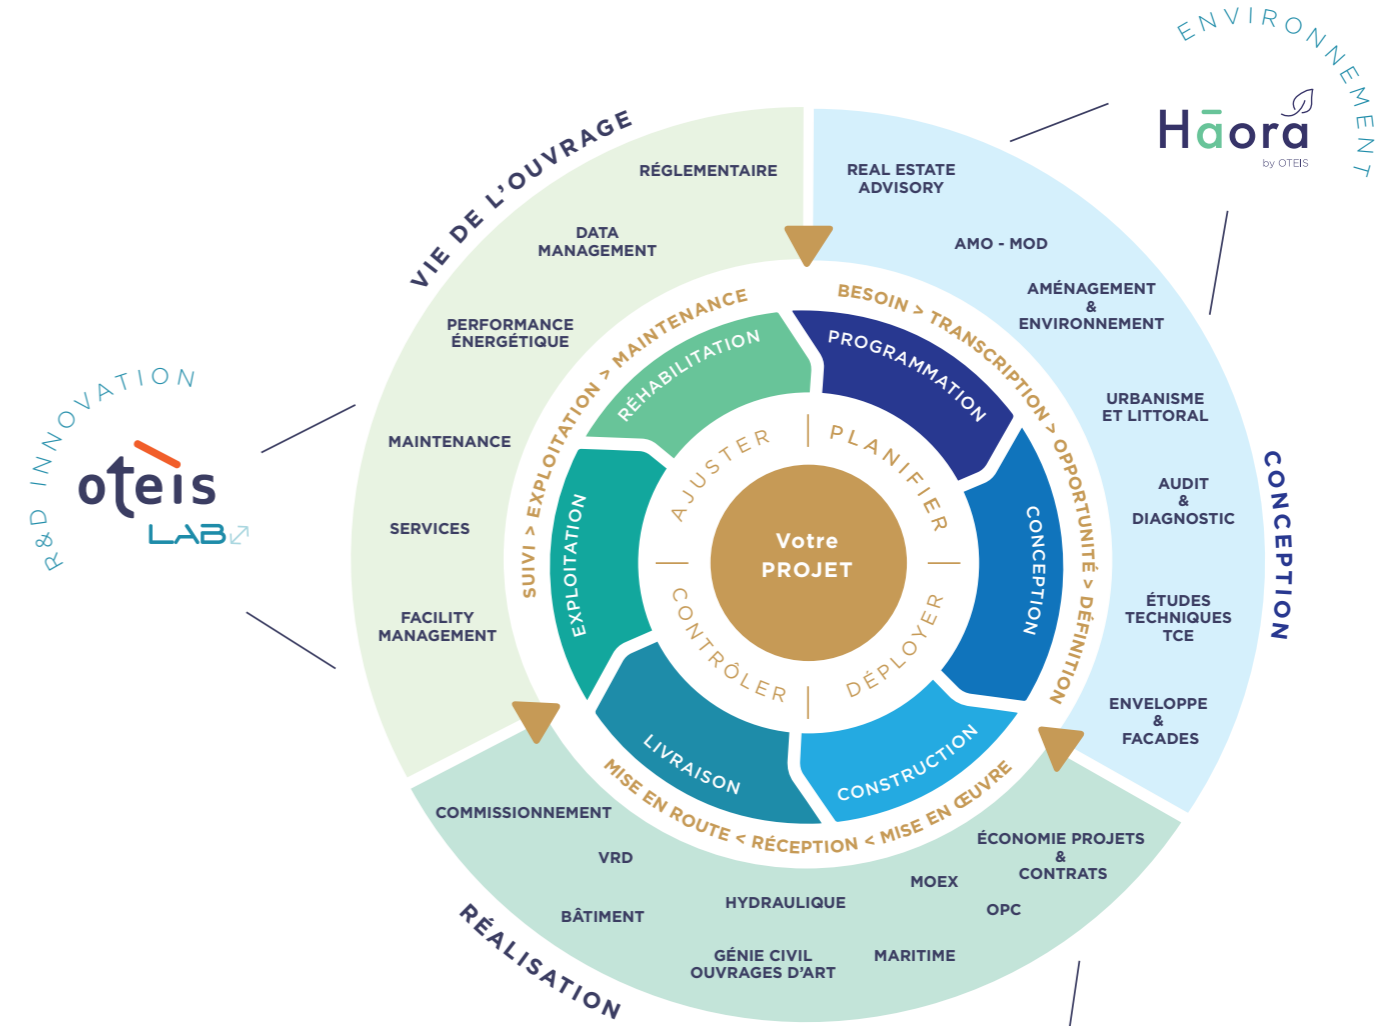 ENVIRONNEMENT
Hāora
by OTEIS
R&D INNOVATION
oteis
LAB
VIE DE L'OUVRAGE
RÉGLEMENTAIRE
DATA
MANAGEMENT
PERFORMANCE
ÉNERGÉTIQUE
MAINTENANCE
SERVICES
FACILITY
MANAGEMENT
CONCEPTION
REAL ESTATE
ADVISORY
AMO - MOD
AMÉNAGEMENT
&
ENVIRONNEMENT
URBANISME
ET LITTORAL
AUDIT
&
DIAGNOSTIC
ÉTUDES
TECHNIQUES
TCE
ENVELOPPE
&
FACADES
RÉALISATION
COMMISSIONNEMENT
VRD
BÂTIMENT
HYDRAULIQUE
GÉNIE CIVIL
OUVRAGES D'ART
MARITIME
MOEX
OPC
ÉCONOMIE PROJETS
&
CONTRATS
SUIVI > EXPLOITATION > MAINTENANCE
BESOIN > TRANSCRIPTION > OPPORTUNITÉ > DÉFINITION
MISE EN ROUTE < RÉCEPTION < MISE EN ŒUVRE
RÉHABILITATION
PROGRAMMATION
CONCEPTION
CONSTRUCTION
LIVRAISON
EXPLOITATION
AJUSTER
PLANIFIER
DÉPLOYER
CONTRÔLER
Votre
PROJET